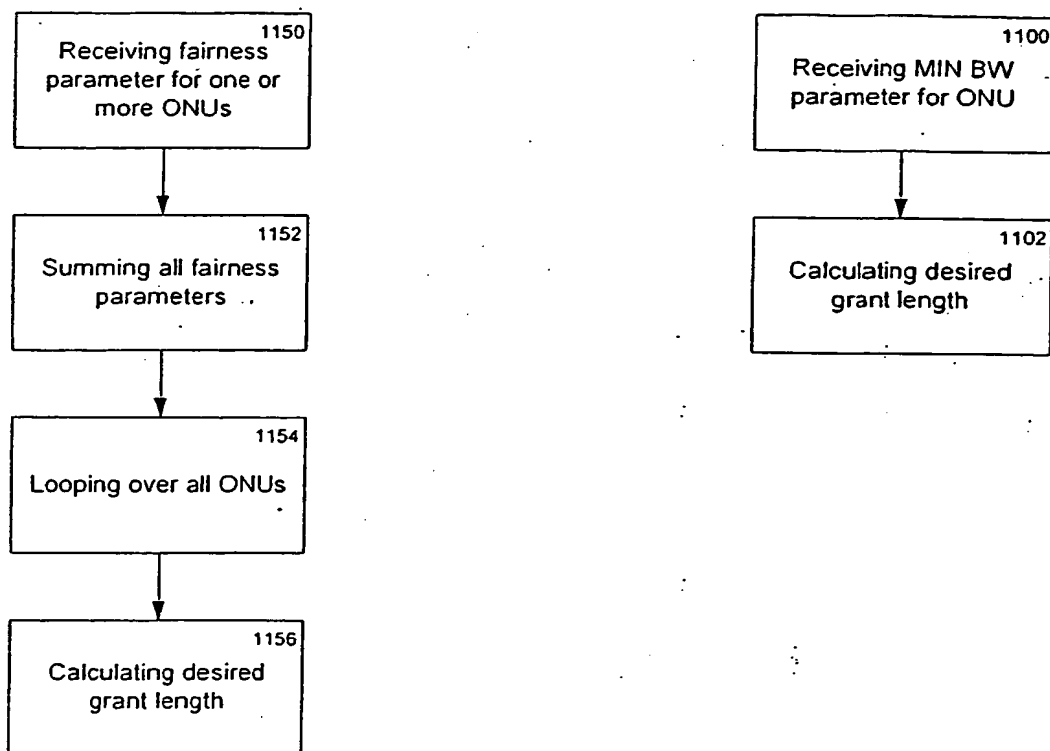 1150
Receiving fairness
parameter for one or
more ONUs
1152
Summing all fairness
parameters
1154
Looping over all ONUs
1156
Calculating desired
grant length
1100
Receiving MIN BW
parameter for ONU
1102
Calculating desired
grant length